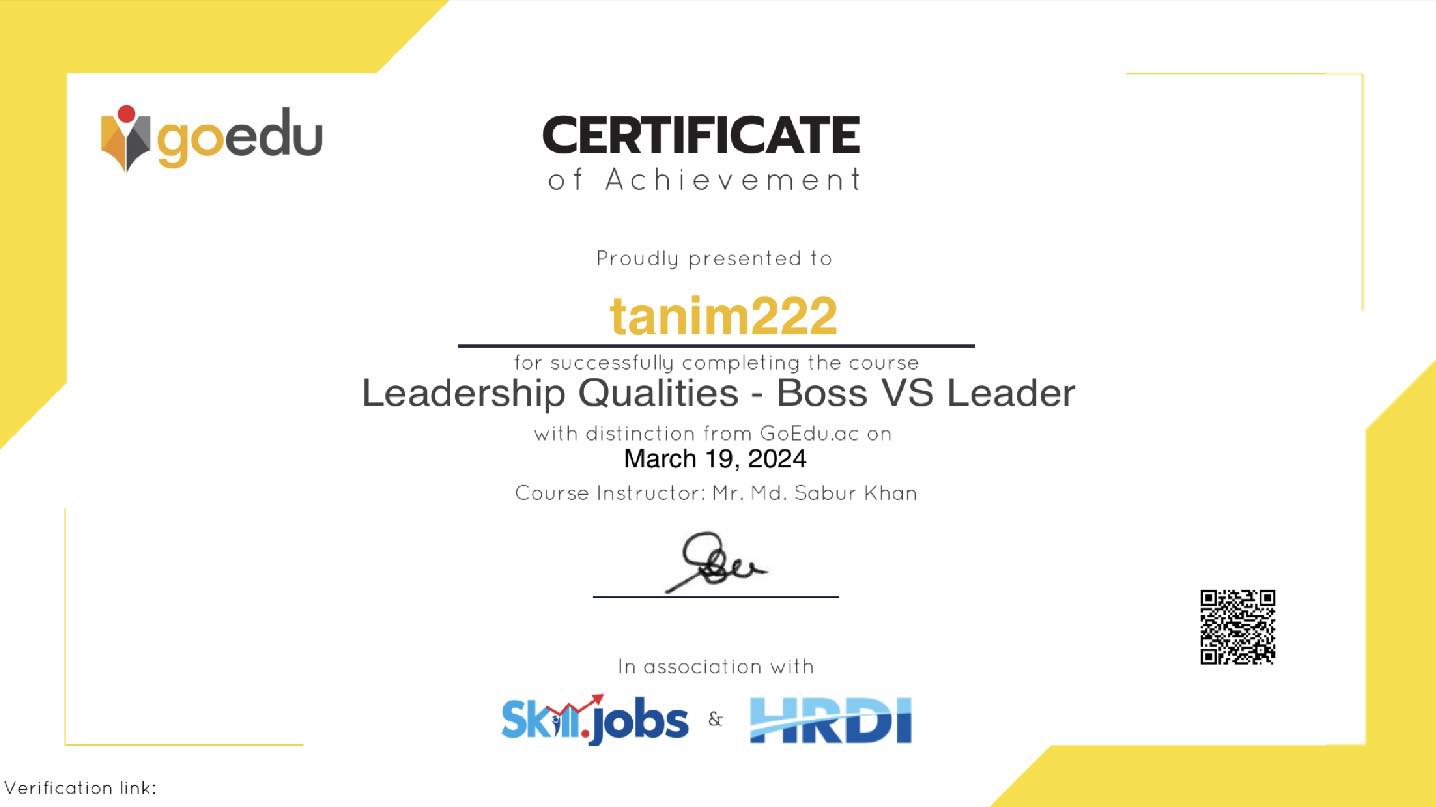 goedu
CERTIFICATE
of Achievement
Proudly presented to
tanim222
for successfully completing the course
Leadership Qualities - Boss VS Leader
with distinction from GoEdu.ac on
March 19, 2024
Course Instructor: Mr. Md. Sabur Khan
In association with
Skill.jobs & HRDI
Verification link: